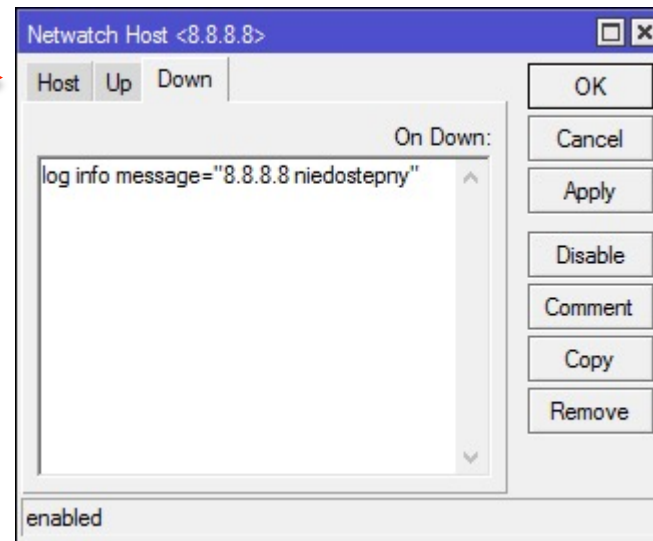 Netwatch Host <8.8.8.8>
Host Up Down
On Down:
log info message="8.8.8.8 niedostepny"
OK
Cancel
Apply
Disable
Comment
Copy
Remove
enabled